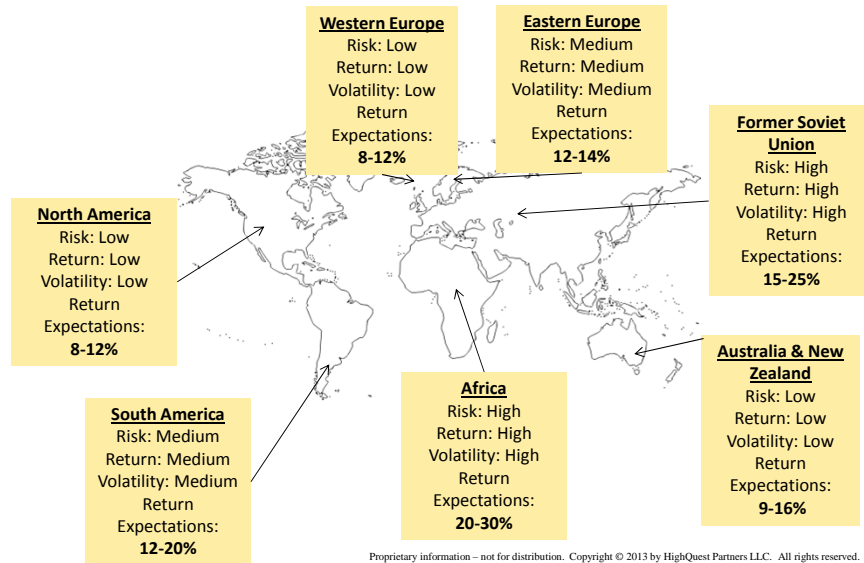 Western Europe
Risk: Low
Return: Low
Volatility: Low
Return
Expectations:
8-12%
Eastern Europe
Risk: Medium
Return: Medium
Volatility: Medium
Return
Expectations:
12-14%
Former Soviet
Union
Risk: High
Return: High
Volatility: High
Return
Expectations:
15-25%
North America
Risk: Low
Return: Low
Volatility: Low
Return
Expectations:
8-12%
Australia & New
Zealand
Risk: Low
Return: Low
Volatility: Low
Return
Expectations:
9-16%
Africa
Risk: High
Return: High
Volatility: High
Return
Expectations:
20-30%
South America
Risk: Medium
Return: Medium
Volatility: Medium
Return
Expectations:
12-20%
Proprietary information – not for distribution. Copyright © 2013 by HighQuest Partners LLC. All rights reserved.